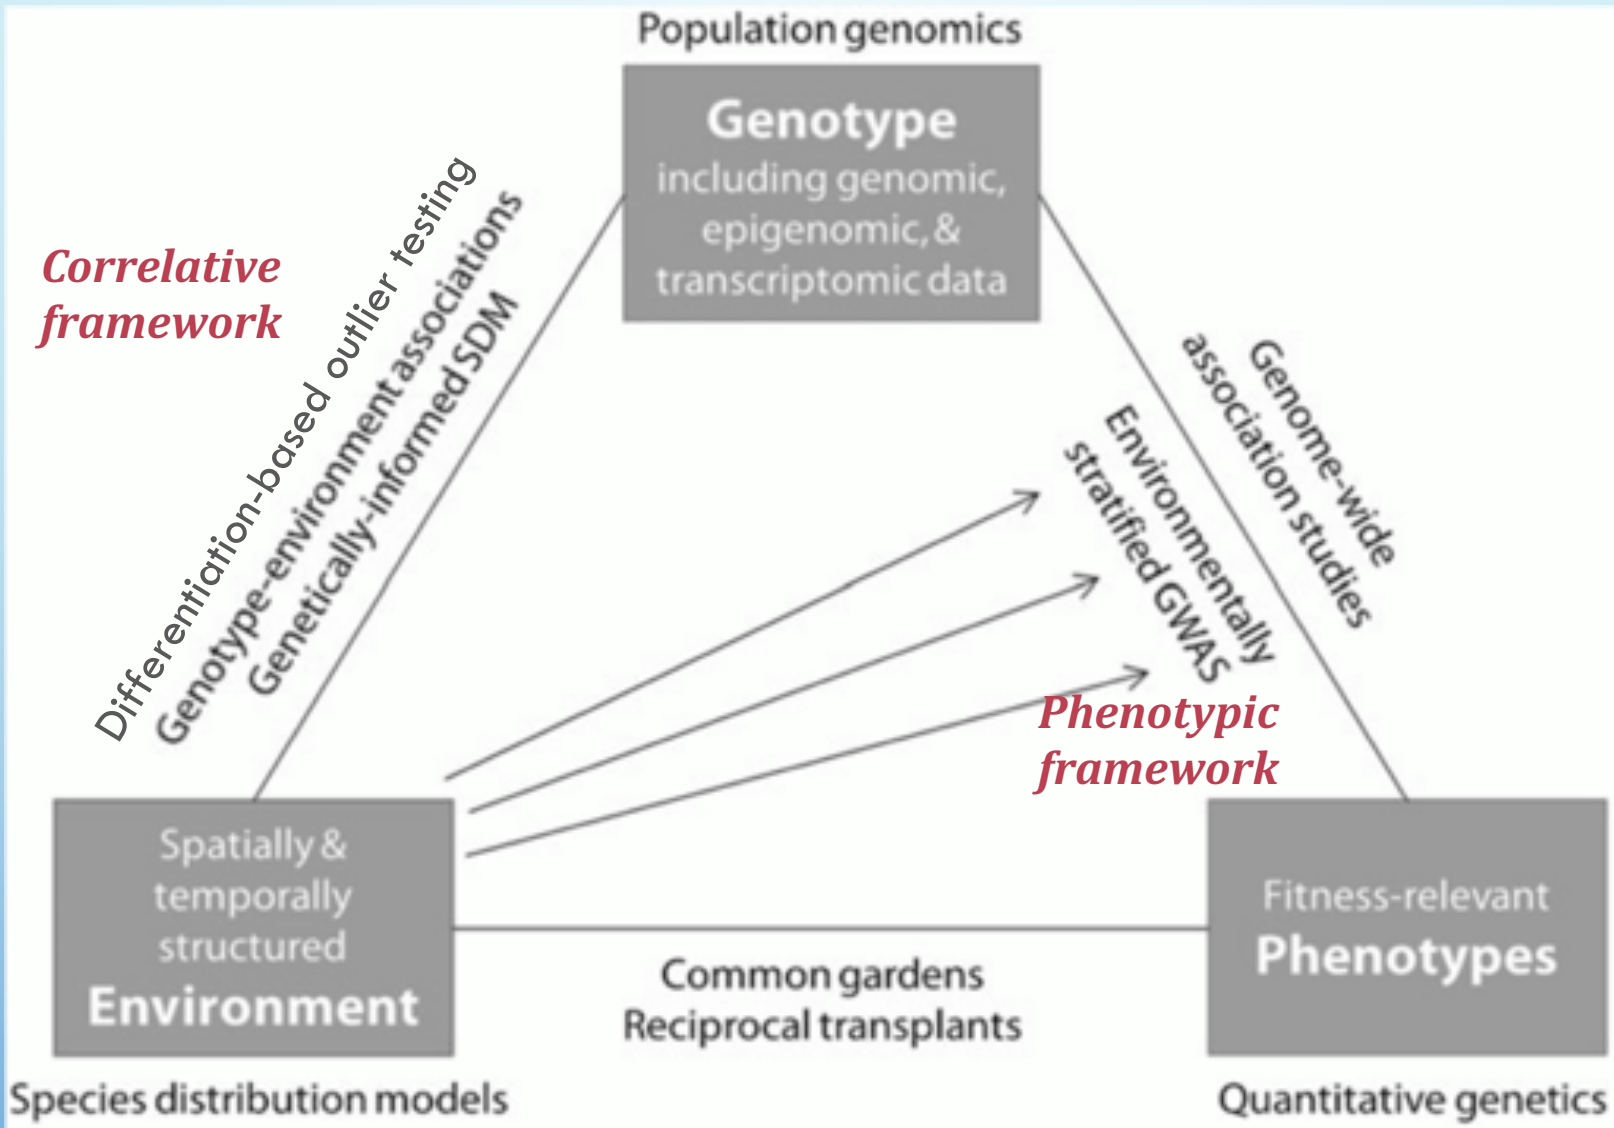 Population genomics
Genotype
including genomic,
epigenomic, &
transcriptomic data
Correlative
framework
Differentiation-based outlier testing
Genotype-environment associations
Genetically-informed SDM
Genome-wide
association studies
Environmentally
stratified GWAS
Phenotypic
framework
Spatially &
temporally
structured
Environment
Fitness-relevant
Phenotypes
Common gardens
Reciprocal transplants
Species distribution models
Quantitative genetics